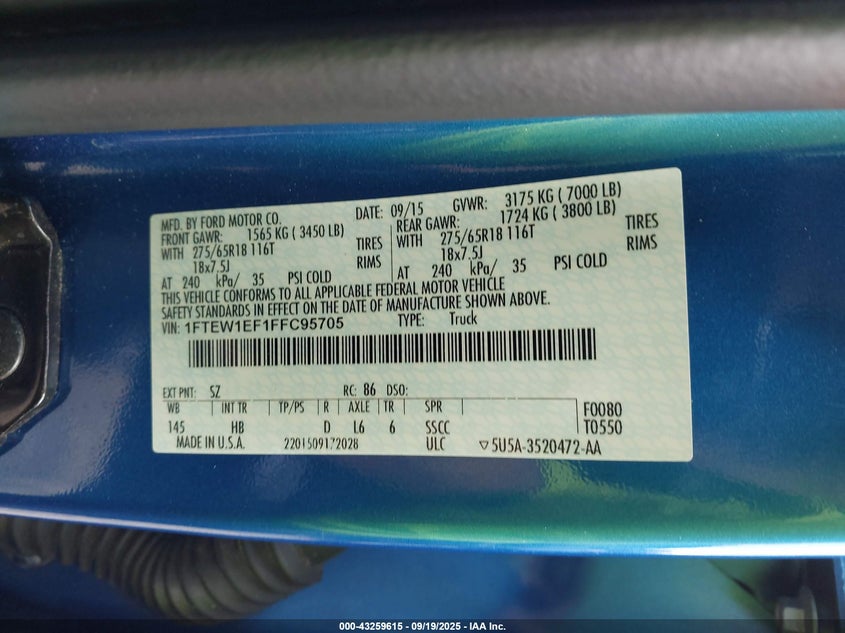 MFD. BY FORD MOTOR CO.
DATE: 09/15 GVWR: 3175 KG ( 7000 LB)
FRONT GAWR: 1565 KG ( 3450 LB)
WITH 275/65R18 116T TIRES
18x7.5J RIMS
AT 240 kPa/ 35 PSI COLD
REAR GAWR: 1724 KG ( 3800 LB)
WITH 275/65R18 116T TIRES
18x7.5J RIMS
AT 240 kPa/ 35 PSI COLD
THIS VEHICLE CONFORMS TO ALL APPLICABLE FEDERAL MOTOR VEHICLE
SAFETY STANDARDS IN EFFECT ON THE DATE OF MANUFACTURE SHOWN ABOVE.
VIN: 1FTEW1EF1FFC95705 TYPE: Truck
EXT PNT: SZ RC: 86 DSO:
WB INT TR TP/PS R AXLE TR SPR F0080
145 HB D L6 6 SSCC T0550
MADE IN U.S.A. 2201509172028 ULC ▽5U5A-3520472-AA
000-43259615 - 09/19/2025 - IAA Inc.